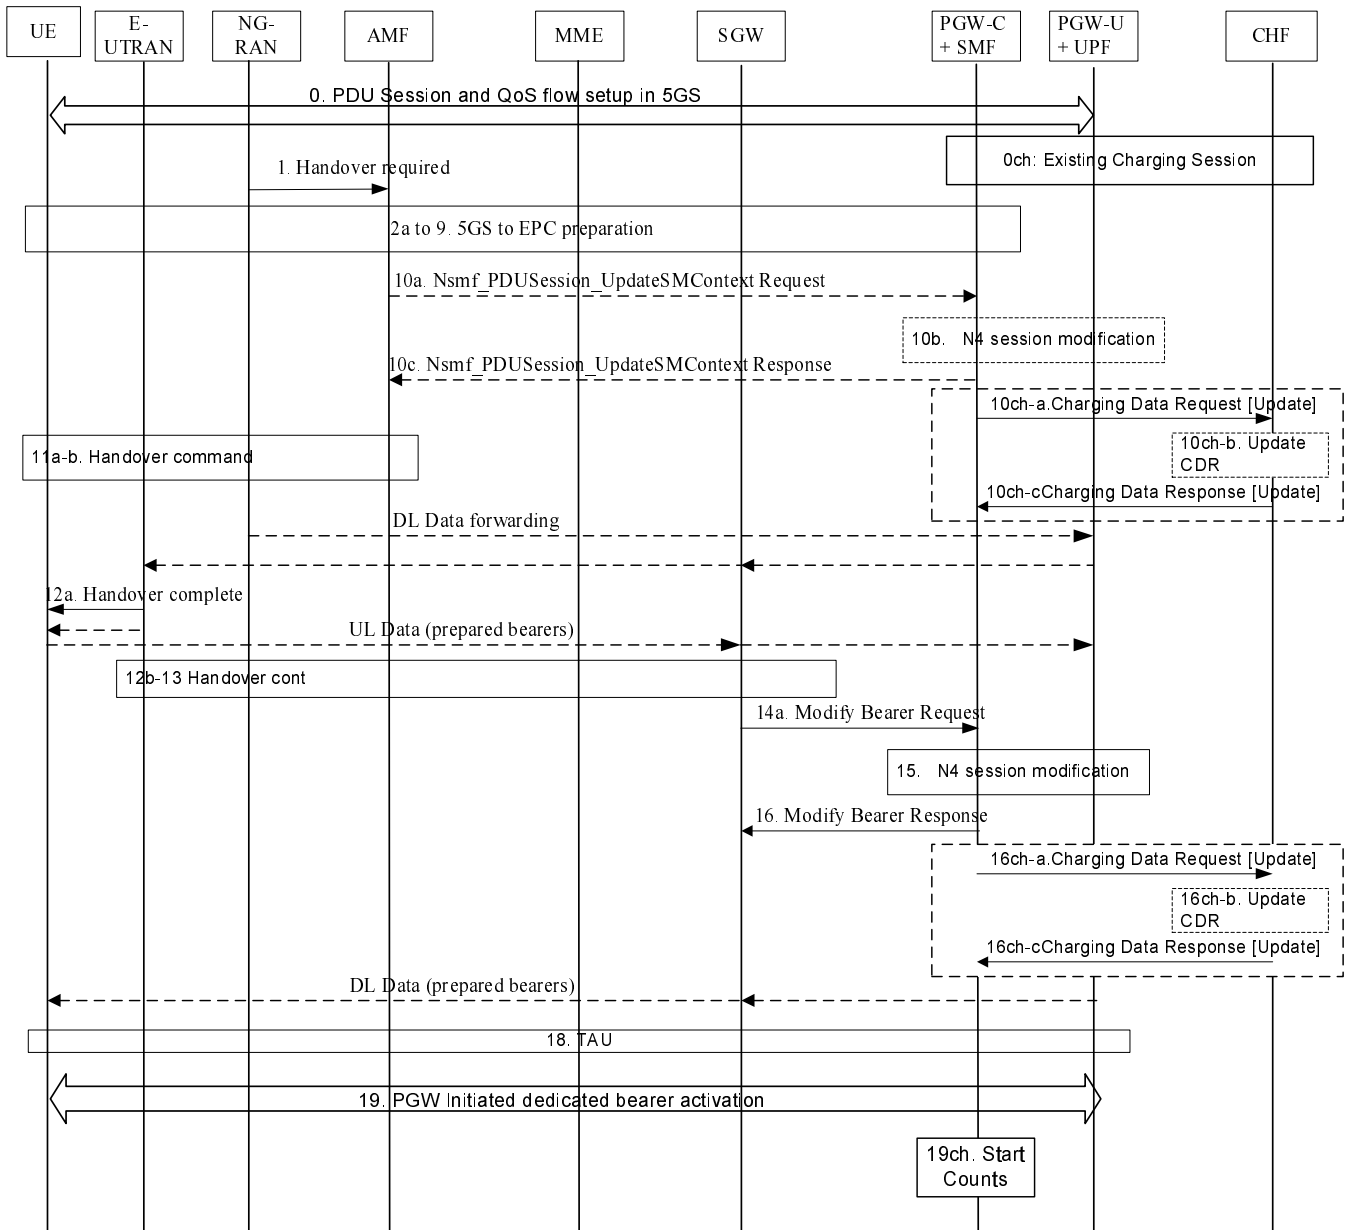 UE
E-
UTRAN
NG-
RAN
AMF
MME
SGW
PGW-C
+ SMF
PGW-U
+ UPF
CHF
0. PDU Session and QoS flow setup in 5GS
0ch: Existing Charging Session
1. Handover required
2a to 9. 5GS to EPC preparation
10a. Nsmf_PDUSession_UpdateSMContext Request
10b. N4 session modification
10c. Nsmf_PDUSession_UpdateSMContext Response
10ch-a.Charging Data Request [Update]
11a-b. Handover command
10ch-b. Update
CDR
10ch-cCharging Data Response [Update]
DL Data forwarding
12a. Handover complete
UL Data (prepared bearers)
12b-13 Handover cont
14a. Modify Bearer Request
15. N4 session modification
16. Modify Bearer Response
16ch-a.Charging Data Request [Update]
16ch-b. Update
CDR
16ch-cCharging Data Response [Update]
DL Data (prepared bearers)
18. TAU
19. PGW Initiated dedicated bearer activation
19ch. Start
Counts